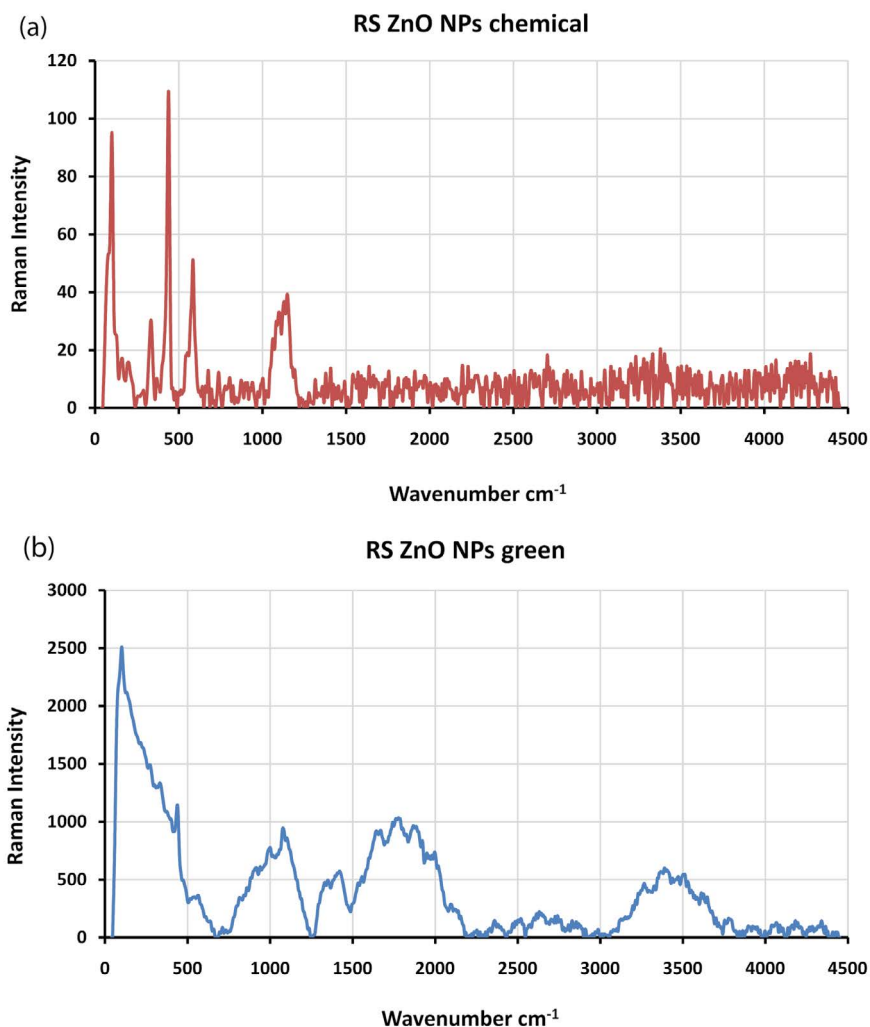 (a)
RS ZnO NPs chemical
120
100
80
60
40
20
0
Raman Intensity
0 500 1000 1500 2000 2500 3000 3500 4000 4500
Wavenumber cm⁻¹
(b)
RS ZnO NPs green
3000
2500
2000
1500
1000
500
0
Raman Intensity
0 500 1000 1500 2000 2500 3000 3500 4000 4500
Wavenumber cm⁻¹